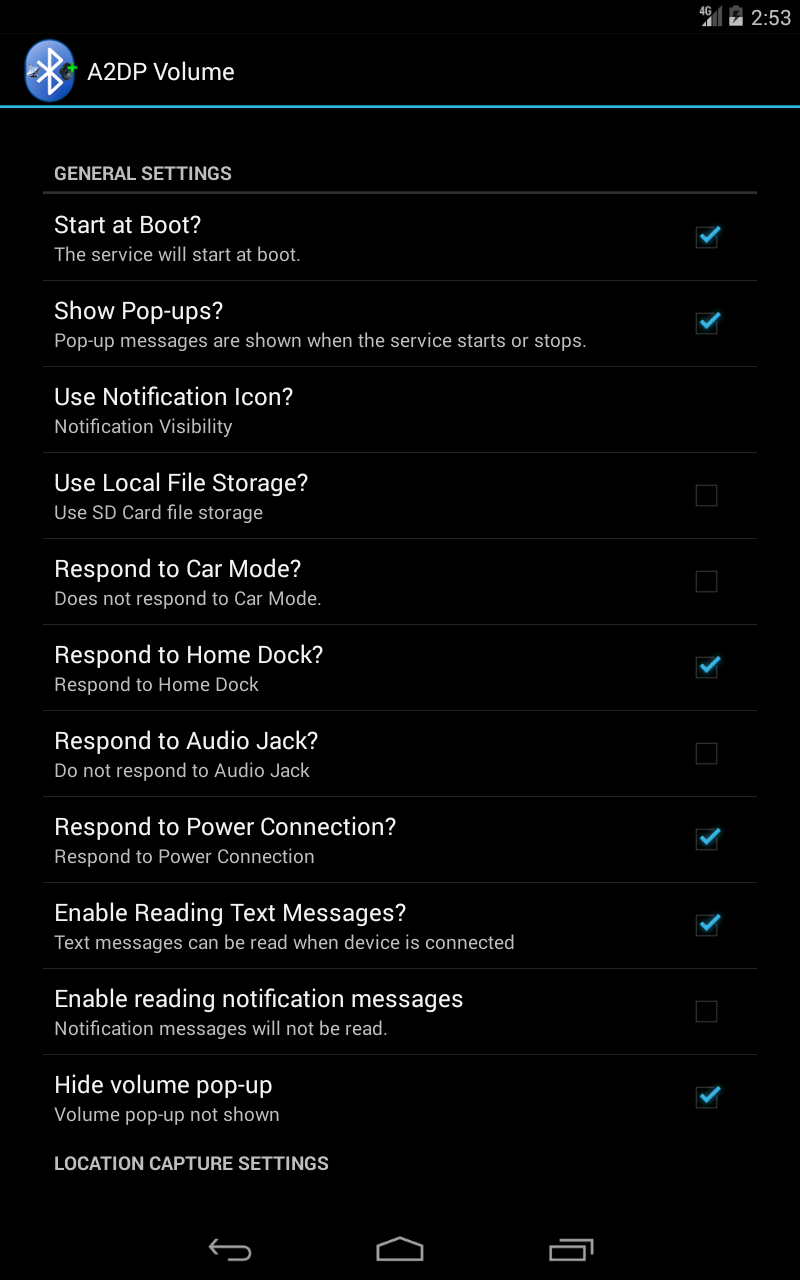 4G 2:53
A2DP Volume
GENERAL SETTINGS
Start at Boot?
The service will start at boot.
Show Pop-ups?
Pop-up messages are shown when the service starts or stops.
Use Notification Icon?
Notification Visibility
Use Local File Storage?
Use SD Card file storage
Respond to Car Mode?
Does not respond to Car Mode.
Respond to Home Dock?
Respond to Home Dock
Respond to Audio Jack?
Do not respond to Audio Jack
Respond to Power Connection?
Respond to Power Connection
Enable Reading Text Messages?
Text messages can be read when device is connected
Enable reading notification messages
Notification messages will not be read.
Hide volume pop-up
Volume pop-up not shown
LOCATION CAPTURE SETTINGS